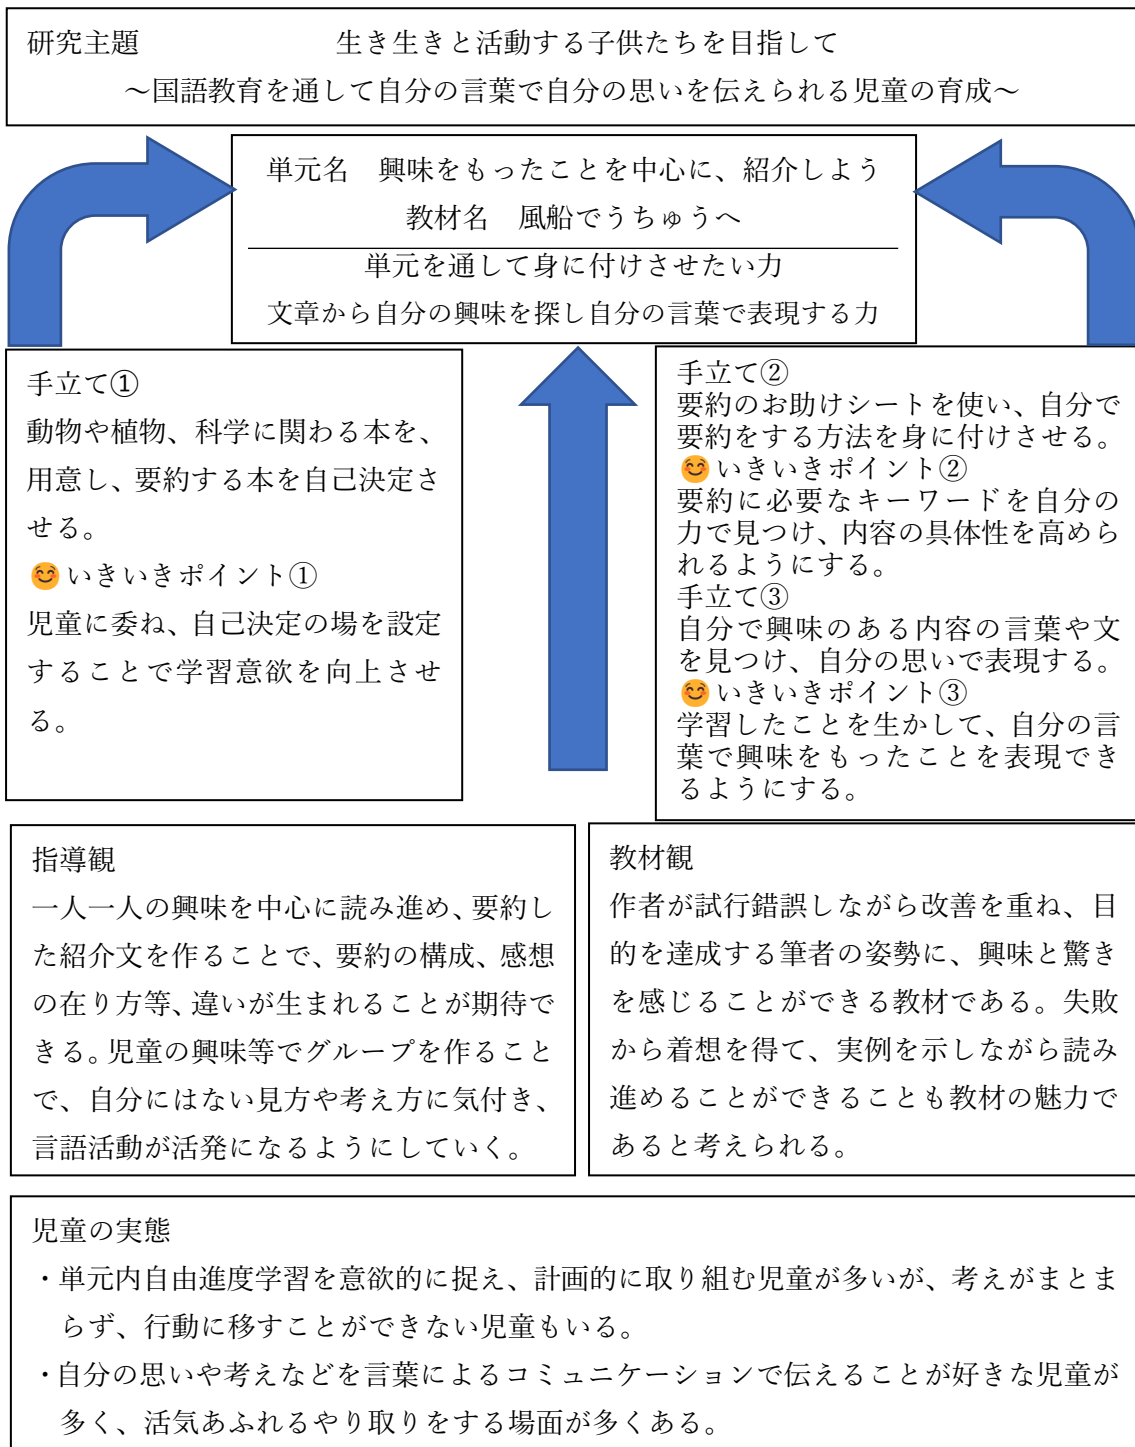 研究主題　生き生きと活動する子供たちを目指して
～国語教育を通して自分の言葉で自分の思いを伝えられる児童の育成～
単元名　興味をもったことを中心に、紹介しよう
教材名　風船でうちゅうへ
単元を通して身に付けさせたい力
文章から自分の興味を探し自分の言葉で表現する力
手立て①
動物や植物、科学に関わる本を、
用意し、要約する本を自己決定さ
せる。
😊いきいきポイント①
児童に委ね、自己決定の場を設定
することで学習意欲を向上させ
る。
手立て②
要約のお助けシートを使い、自分で
要約をする方法を身に付けさせる。
😊いきいきポイント②
要約に必要なキーワードを自分の
力で見つけ、内容の具体性を高めら
れるようにする。
手立て③
自分で興味のある内容の言葉や文
を見つけ、自分の思いで表現する。
😊いきいきポイント③
学習したことを生かして、自分の言
葉で興味をもったことを表現でき
るようにする。
指導観
一人一人の興味を中心に読み進め、要約し
た紹介文を作ることで、要約の構成、感想
の在り方等、違いが生まれることが期待で
きる。児童の興味等でグループを作ること
で、自分にはない見方や考え方に気付き、
言語活動が活発になるようにしていく。
教材観
作者が試行錯誤しながら改善を重ね、目
的を達成する筆者の姿勢に、興味と驚き
を感じることができる教材である。失敗
から着想を得て、実例を示しながら読み
進めることができることも教材の魅力で
あると考えられる。
児童の実態
・単元内自由進度学習を意欲的に捉え、計画的に取り組む児童が多いが、考えがまとま
らず、行動に移すことができない児童もいる。
・自分の思いや考えなどを言葉によるコミュニケーションで伝えることが好きな児童が
多く、活気あふれるやり取りをする場面が多くある。